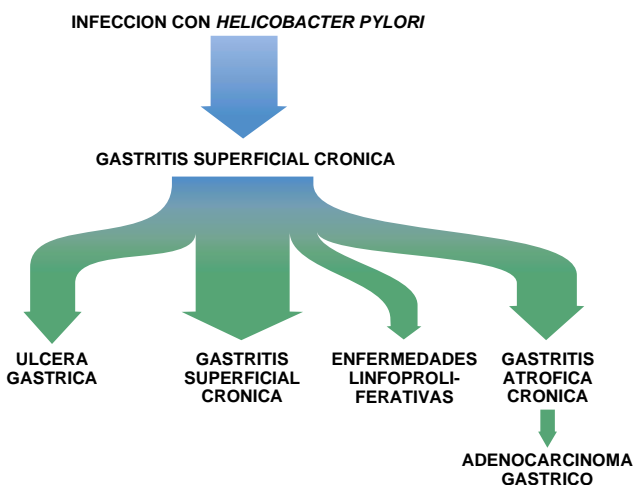 INFECCION CON HELICOBACTER PYLORI
GASTRITIS SUPERFICIAL CRONICA
ULCERA
GASTRICA
GASTRITIS
SUPERFICIAL
CRONICA
ENFERMEDADES
LINFOPROLI-
FERATIVAS
GASTRITIS
ATROFICA
CRONICA
ADENOCARCINOMA
GASTRICO